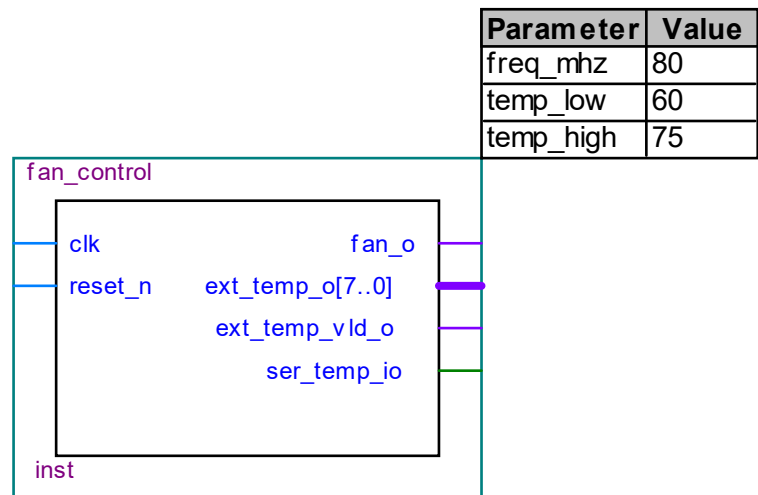 Parameter Value
freq_mhz 80
temp_low 60
temp_high 75
fan_control
clk fan_o
reset_n ext_temp_o[7..0]
ext_temp_vld_o
ser_temp_io
inst